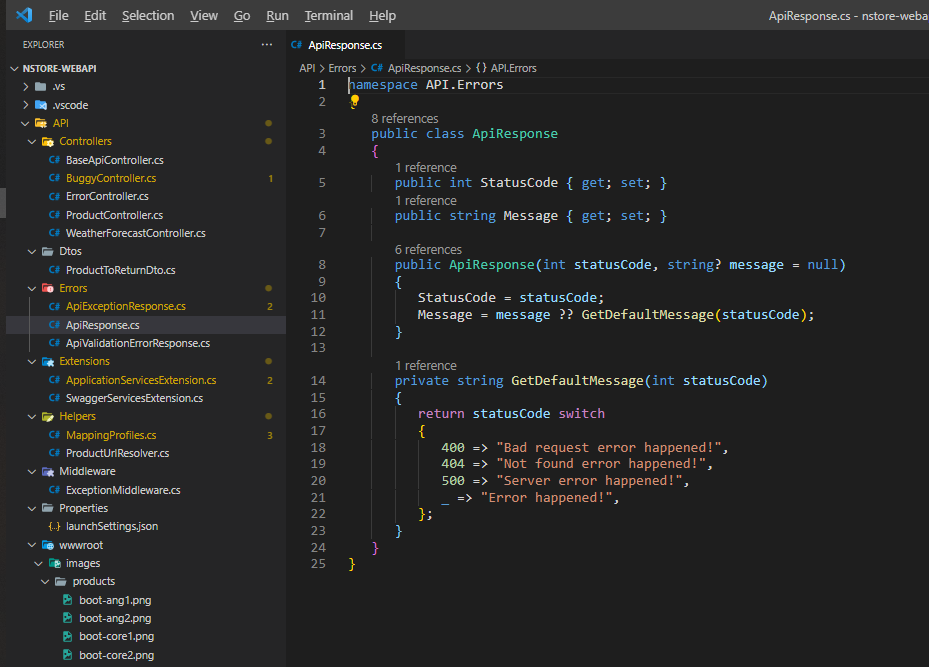 File Edit Selection View Go Run Terminal Help ApiResponse.cs - nstore-weba
EXPLORER ···
NSTORE-WEBAPI
.vs
.vscode
API
Controllers
C# BaseApiController.cs
C# BuggyController.cs 1
C# ErrorController.cs
C# ProductController.cs
C# WeatherForecastController.cs
Dtos
C# ProductToReturnDto.cs
Errors
C# ApiExceptionResponse.cs 2
C# ApiResponse.cs
C# ApiValidationErrorResponse.cs
Extensions
C# ApplicationServicesExtension.cs 2
C# SwaggerServicesExtension.cs
Helpers
C# MappingProfiles.cs 3
C# ProductUrlResolver.cs
Middleware
C# ExceptionMiddleware.cs
Properties
{..} launchSettings.json
wwwroot
images
products
boot-ang1.png
boot-ang2.png
boot-core1.png
boot-core2.png
C# ApiResponse.cs
API > Errors > C# ApiResponse.cs > {} API.Errors
1 namespace API.Errors
2
8 references
3 public class ApiResponse
4 {
1 reference
5 public int StatusCode { get; set; }
1 reference
6 public string Message { get; set; }
7
6 references
8 public ApiResponse(int statusCode, string? message = null)
9 {
10 StatusCode = statusCode;
11 Message = message ?? GetDefaultMessage(statusCode);
12 }
13
1 reference
14 private string GetDefaultMessage(int statusCode)
15 {
16 return statusCode switch
17 {
18 400 => "Bad request error happened!",
19 404 => "Not found error happened!",
20 500 => "Server error happened!",
21 _ => "Error happened!",
22 };
23 }
24 }
25 }